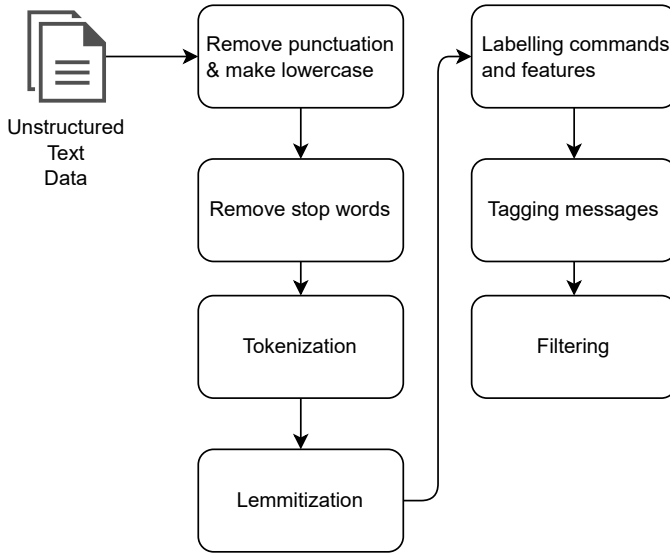 Unstructured
Text
Data
Remove punctuation
& make lowercase
Remove stop words
Tokenization
Lemmitization
Labelling commands
and features
Tagging messages
Filtering